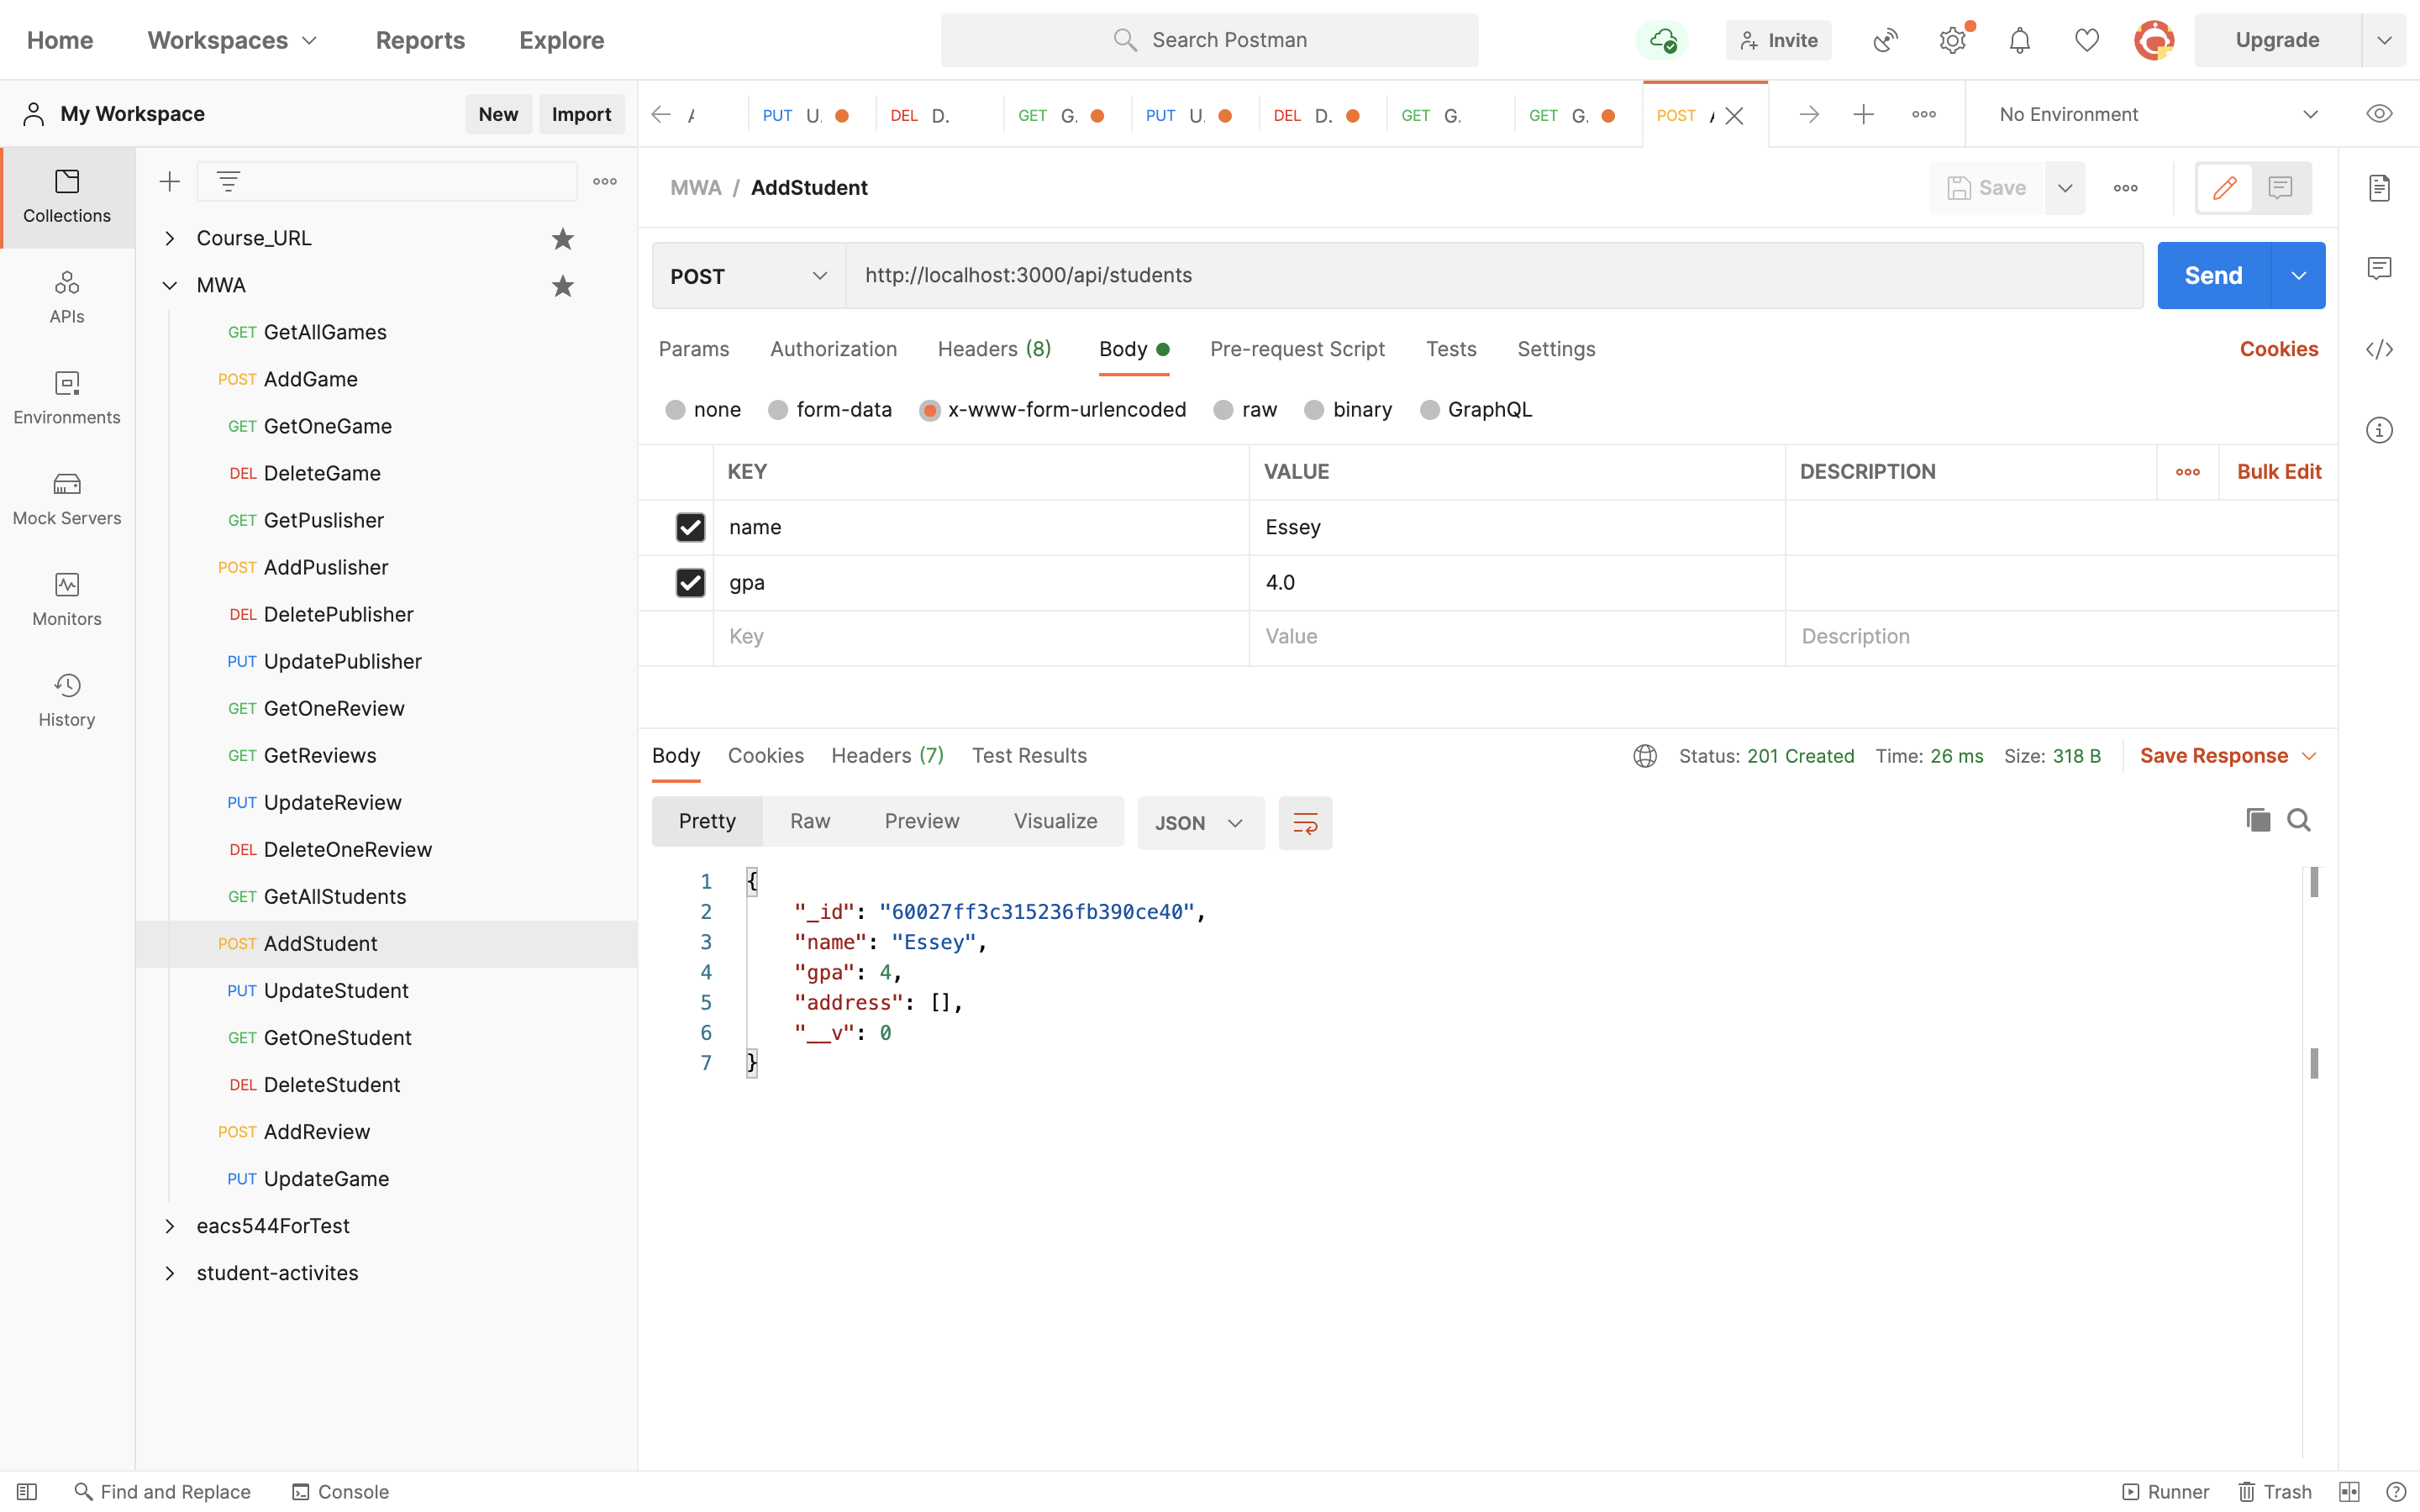 Home Workspaces Reports Explore Search Postman Invite Upgrade
My Workspace New Import
PUT U. DEL D. GET G. PUT U. DEL D. GET G. GET G. POST No Environment
Collections
APIs
Environments
Mock Servers
Monitors
History
Course_URL
MWA
GET GetAllGames
POST AddGame
GET GetOneGame
DEL DeleteGame
GET GetPuslisher
POST AddPuslisher
DEL DeletePublisher
PUT UpdatePublisher
GET GetOneReview
GET GetReviews
PUT UpdateReview
DEL DeleteOneReview
GET GetAllStudents
POST AddStudent
PUT UpdateStudent
GET GetOneStudent
DEL DeleteStudent
POST AddReview
PUT UpdateGame
eacs544ForTest
student-activites
MWA / AddStudent Save
POST http://localhost:3000/api/students Send
Params Authorization Headers (8) Body Pre-request Script Tests Settings Cookies
none form-data x-www-form-urlencoded raw binary GraphQL
KEY VALUE DESCRIPTION Bulk Edit
name Essey
gpa 4.0
Key Value Description
Body Cookies Headers (7) Test Results Status: 201 Created Time: 26 ms Size: 318 B Save Response
Pretty Raw Preview Visualize JSON
1 {
2 "_id": "60027ff3c315236fb390ce40",
3 "name": "Essey",
4 "gpa": 4,
5 "address": [],
6 "__v": 0
7 }
Find and Replace Console Runner Trash